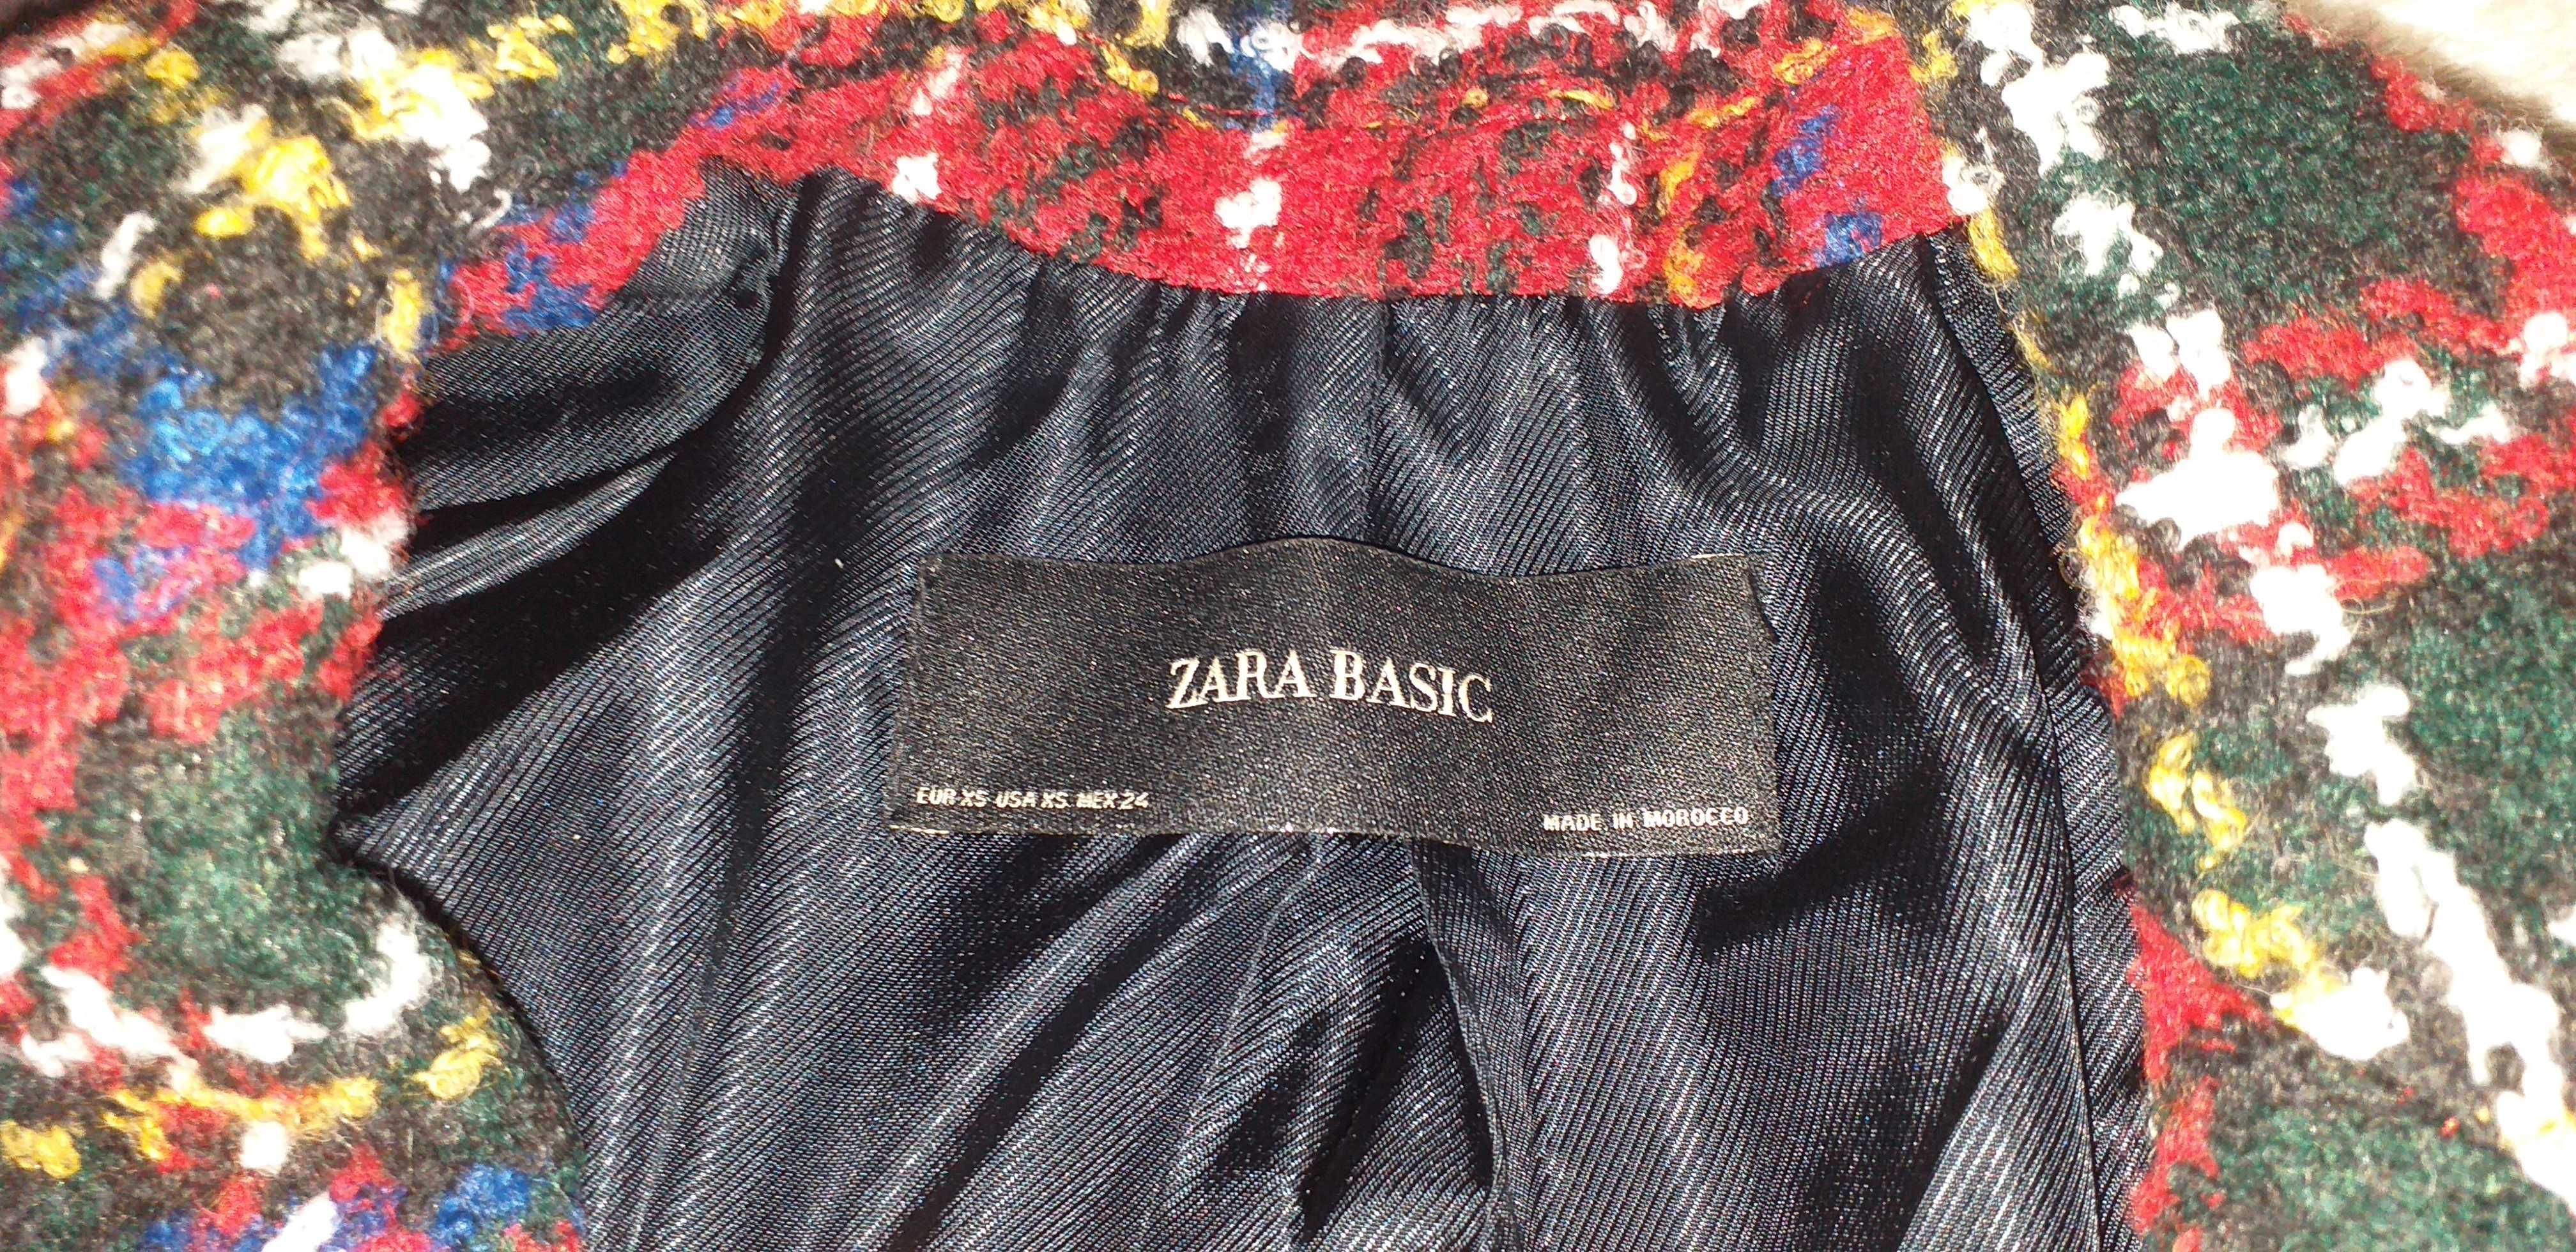 ZARA BASIC
EUR XS USA XS MEX 24
MADE IN MOROCCO